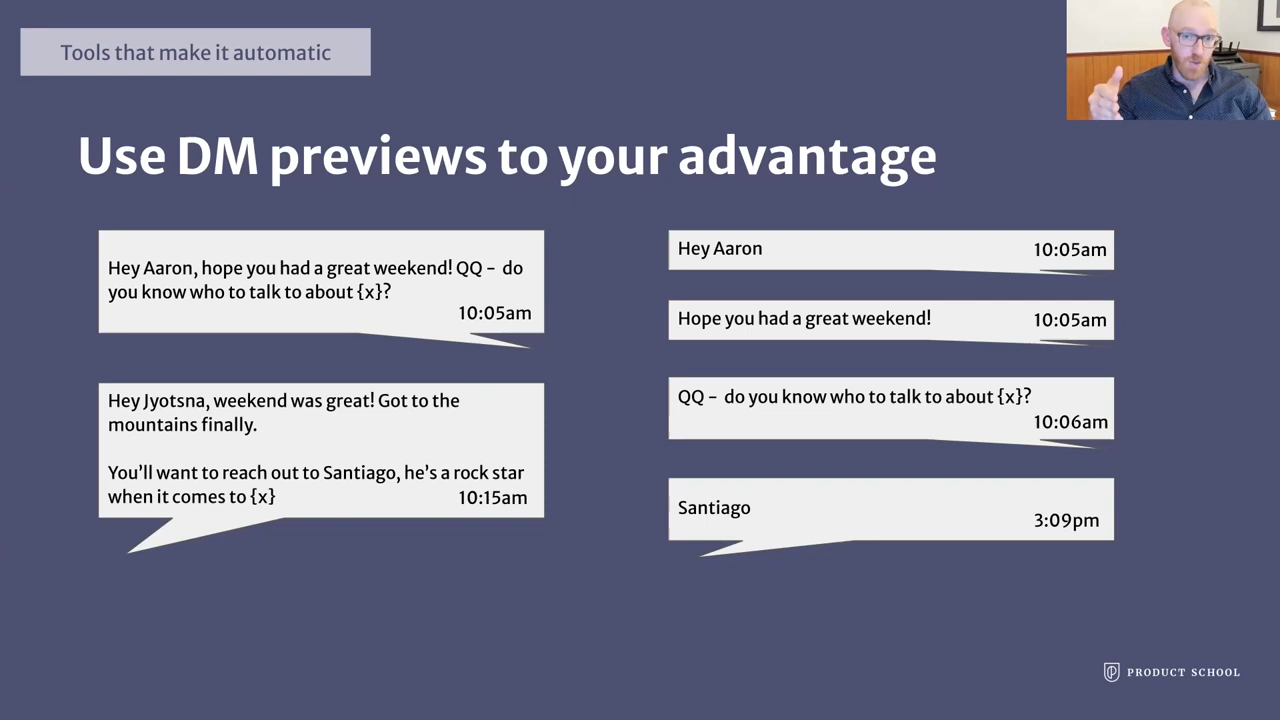 Tools that make it automatic
Use DM previews to your advantage
Hey Aaron, hope you had a great weekend! QQ - do
you know who to talk to about {x}?
10:05am
Hey Jyotsna, weekend was great! Got to the
mountains finally.
You'll want to reach out to Santiago, he's a rock star
when it comes to {x}
10:15am
Hey Aaron
10:05am
Hope you had a great weekend!
10:05am
QQ - do you know who to talk to about {x}?
10:06am
Santiago
3:09pm
PRODUCT SCHOOL